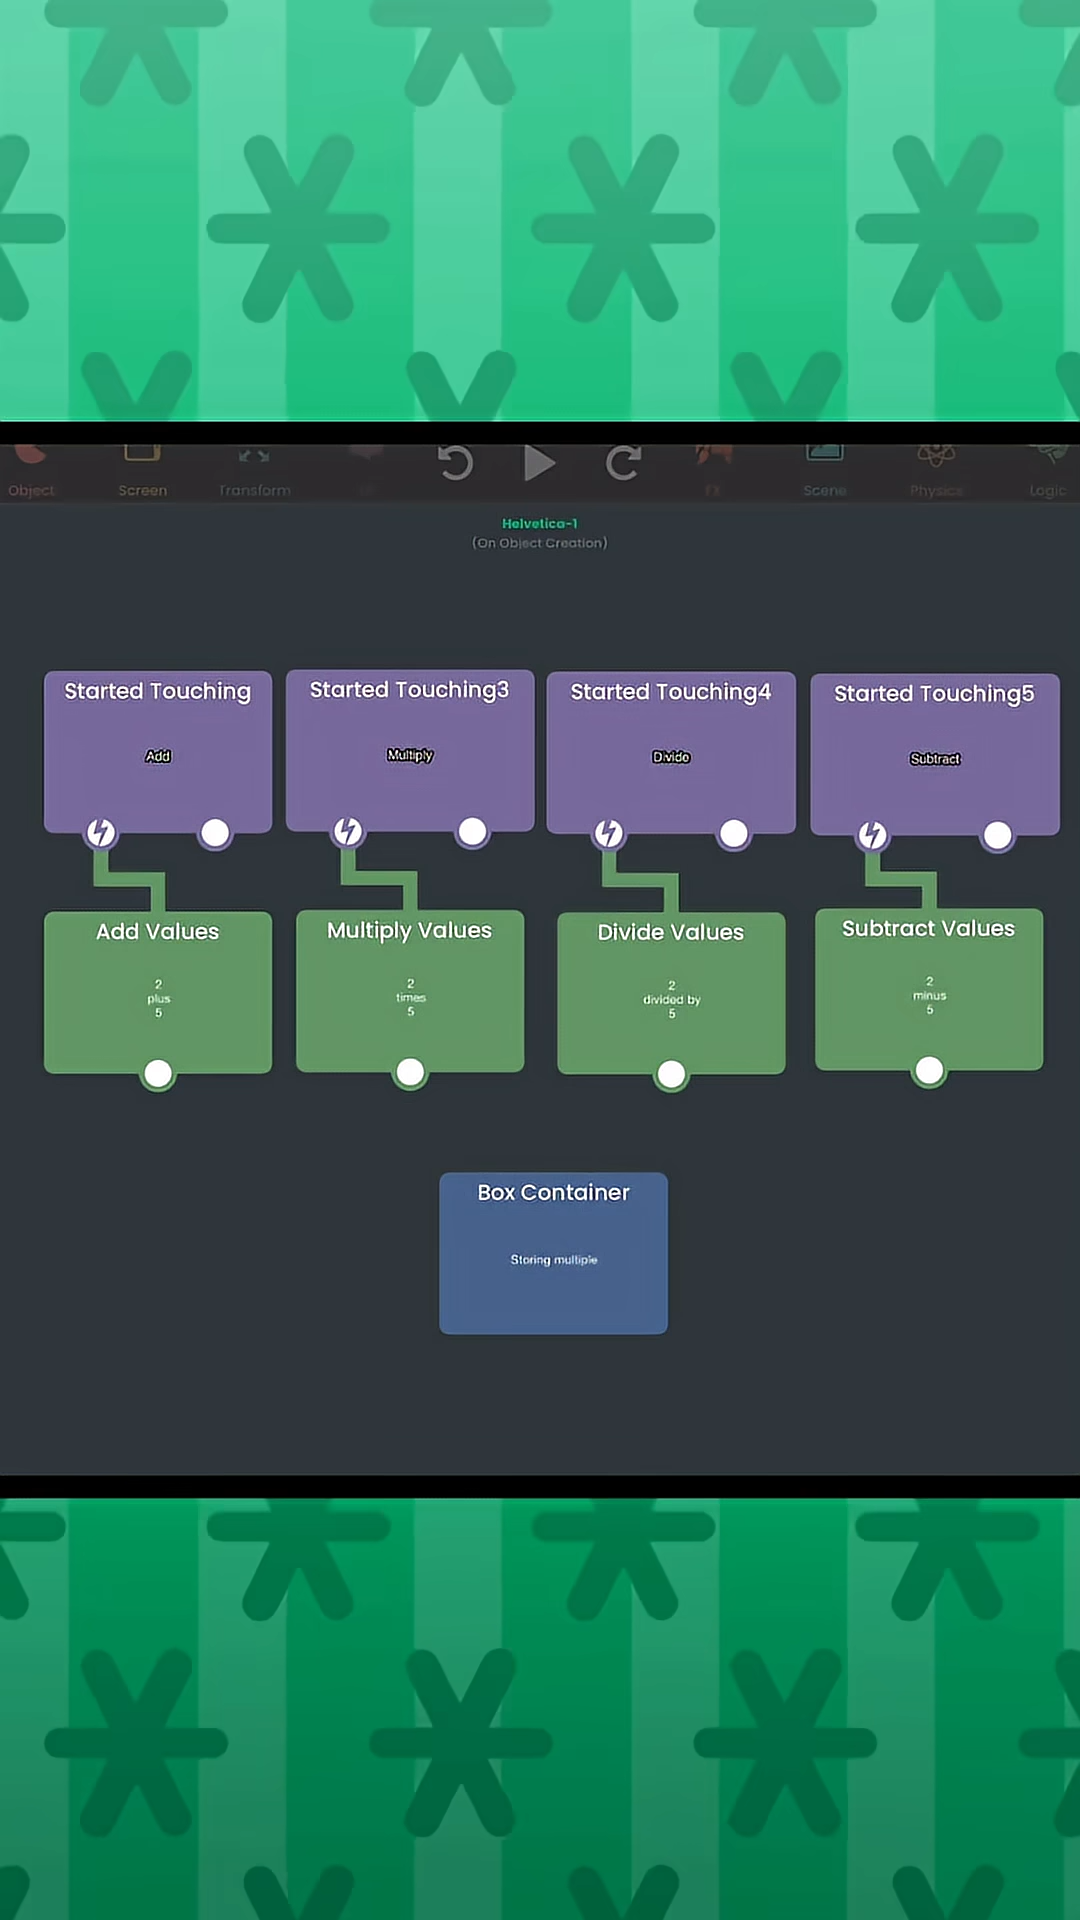 Object
Screen
Transform
FX
Scene
Physics
Logic
Helvetica-1
(On Object Creation)
Started Touching
Started Touching3
Started Touching4
Started Touching5
Add
Multiply
Divide
Subtract
Add Values
Multiply Values
Divide Values
Subtract Values
2
plus
5
2
times
5
2
divided by
5
2
minus
5
Box Container
Storing multiple